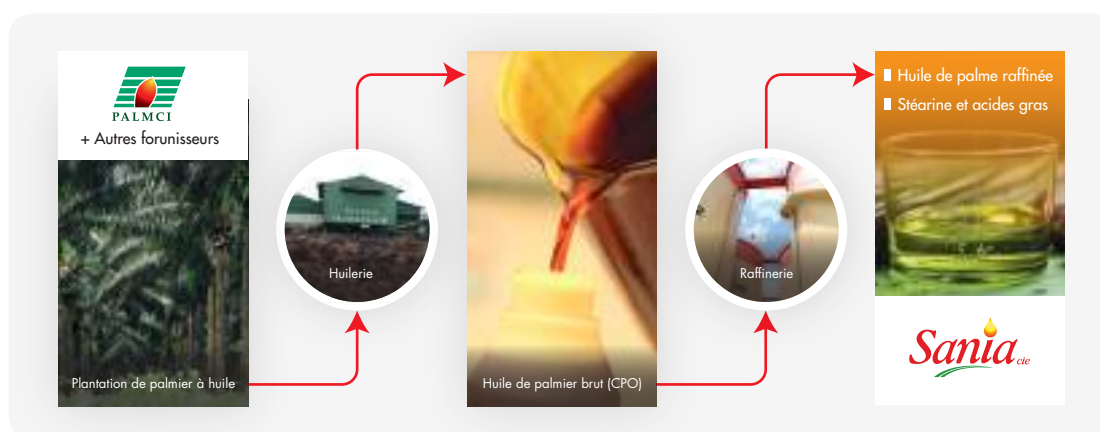 PALMCI
+ Autres forunisseurs
Plantation de palmier à huile
Huilerie
Huile de palmier brut (CPO)
Raffinerie
Huile de palme raffinée
Stéarine et acides gras
Sania cie